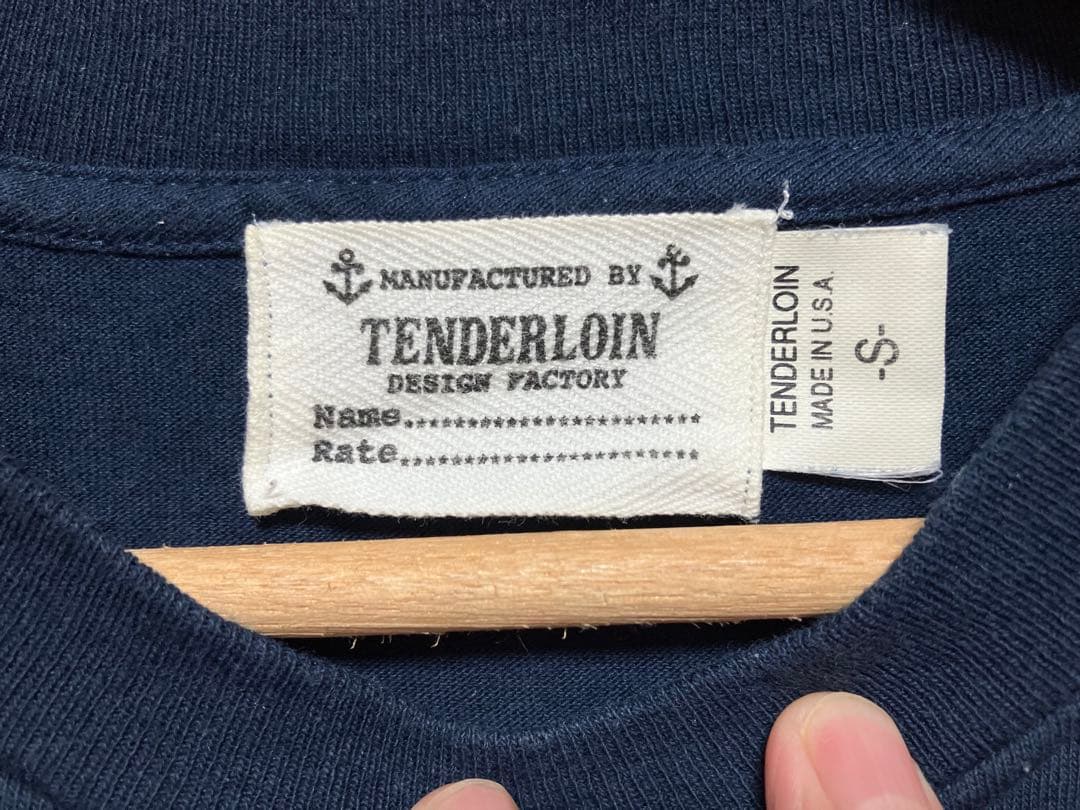 MANUFACTURED BY
TENDERLOIN
DESIGN FACTORY
Name........................
Rate........................
TENDERLOIN
MADE IN U.S.A.
-S-